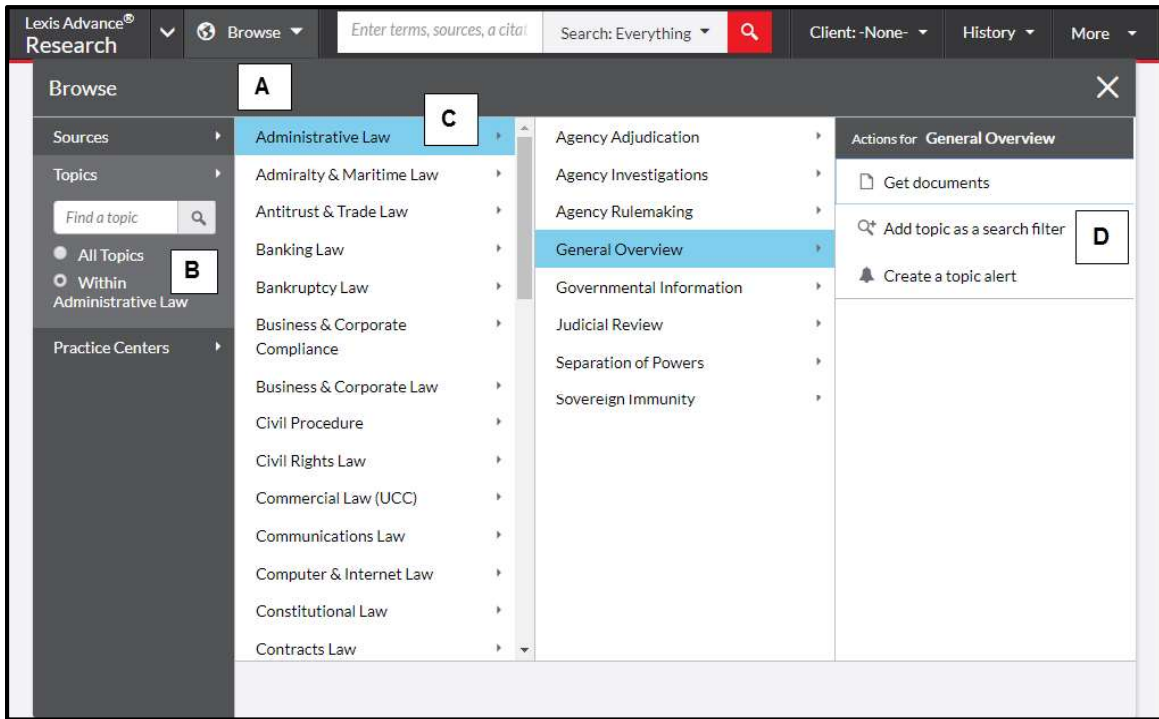 Lexis Advance®
Research
Browse
Enter terms, sources, a citat
Search: Everything
Client: -None-
History
More
Browse
A
Sources
Topics
Find a topic
All Topics
B
Within
Administrative Law
Practice Centers
Administrative Law
C
Admiralty & Maritime Law
Antitrust & Trade Law
Banking Law
Bankruptcy Law
Business & Corporate
Compliance
Business & Corporate Law
Civil Procedure
Civil Rights Law
Commercial Law (UCC)
Communications Law
Computer & Internet Law
Constitutional Law
Contracts Law
Agency Adjudication
Agency Investigations
Agency Rulemaking
General Overview
Governmental Information
Judicial Review
Separation of Powers
Sovereign Immunity
Actions for General Overview
Get documents
Add topic as a search filter
D
Create a topic alert